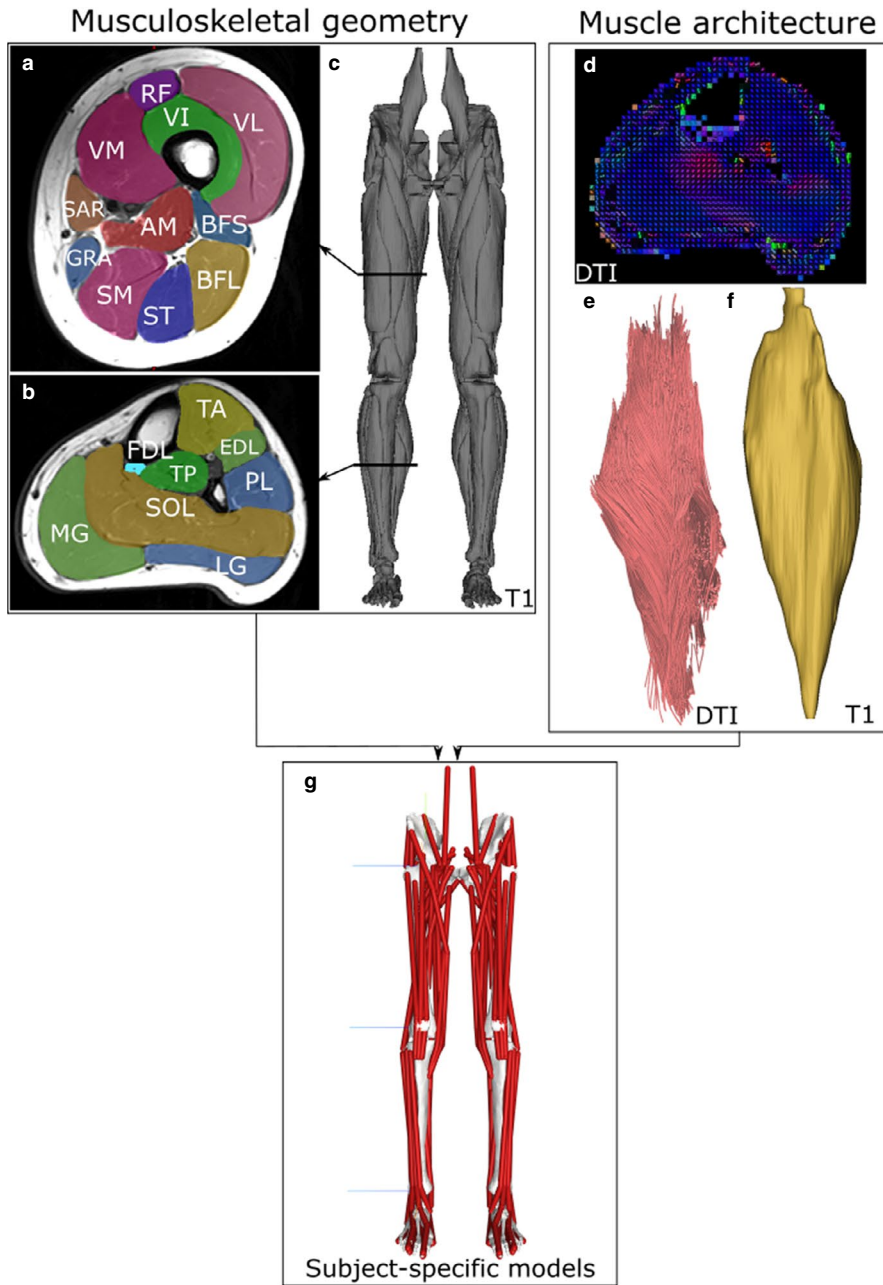 Musculoskeletal geometry
Muscle architecture
a
RF
VI
VL
VM
SAR
AM
BFS
GRA
SM
BFL
ST
b
TA
FDL
EDL
TP
PL
SOL
MG
LG
c
T1
d
DTI
e
f
DTI
T1
g
Subject-specific models